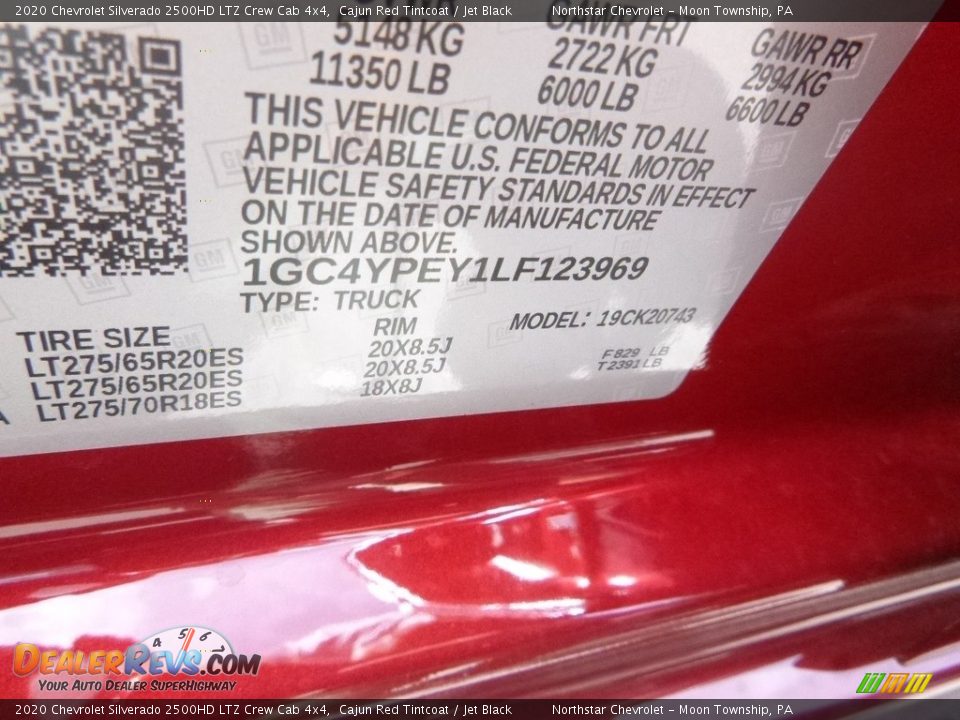 2020 Chevrolet Silverado 2500HD LTZ Crew Cab 4x4, Cajun Red Tintcoat / Jet Black Northstar Chevrolet - Moon Township, PA
GAWR FRT
GAWR RR
5148 KG
2722 KG
2994 KG
11350 LB
6000 LB
6600 LB
THIS VEHICLE CONFORMS TO ALL
APPLICABLE U.S. FEDERAL MOTOR
VEHICLE SAFETY STANDARDS IN EFFECT
ON THE DATE OF MANUFACTURE
SHOWN ABOVE.
1GC4YPEY1LF123969
TYPE: TRUCK
MODEL: 19CK20743
TIRE SIZE
RIM
LT275/65R20ES
20X8.5J
LT275/65R20ES
20X8.5J
LT275/70R18ES
18X8J
F829 LB
T2391LB
GM
4 5 6
DEALERREVS.COM
YOUR AUTO DEALER SUPERHIGHWAY
2020 Chevrolet Silverado 2500HD LTZ Crew Cab 4x4, Cajun Red Tintcoat / Jet Black Northstar Chevrolet - Moon Township, PA